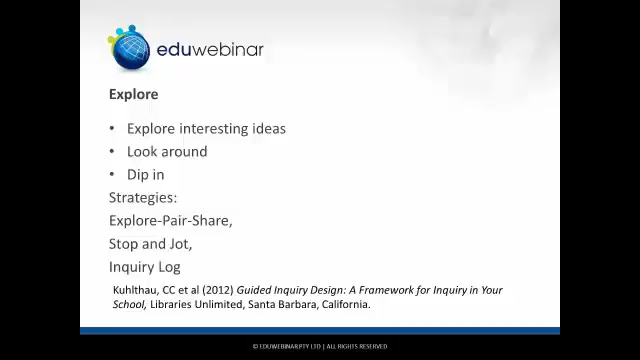 eduwebinar
Explore
• Explore interesting ideas
• Look around
• Dip in
Strategies:
Explore-Pair-Share,
Stop and Jot,
Inquiry Log
Kuhlthau, CC et al (2012) Guided Inquiry Design: A Framework for Inquiry in Your
School, Libraries Unlimited, Santa Barbara, California.
© EDUWEBINAR PTY LTD | ALL RIGHTS RESERVED